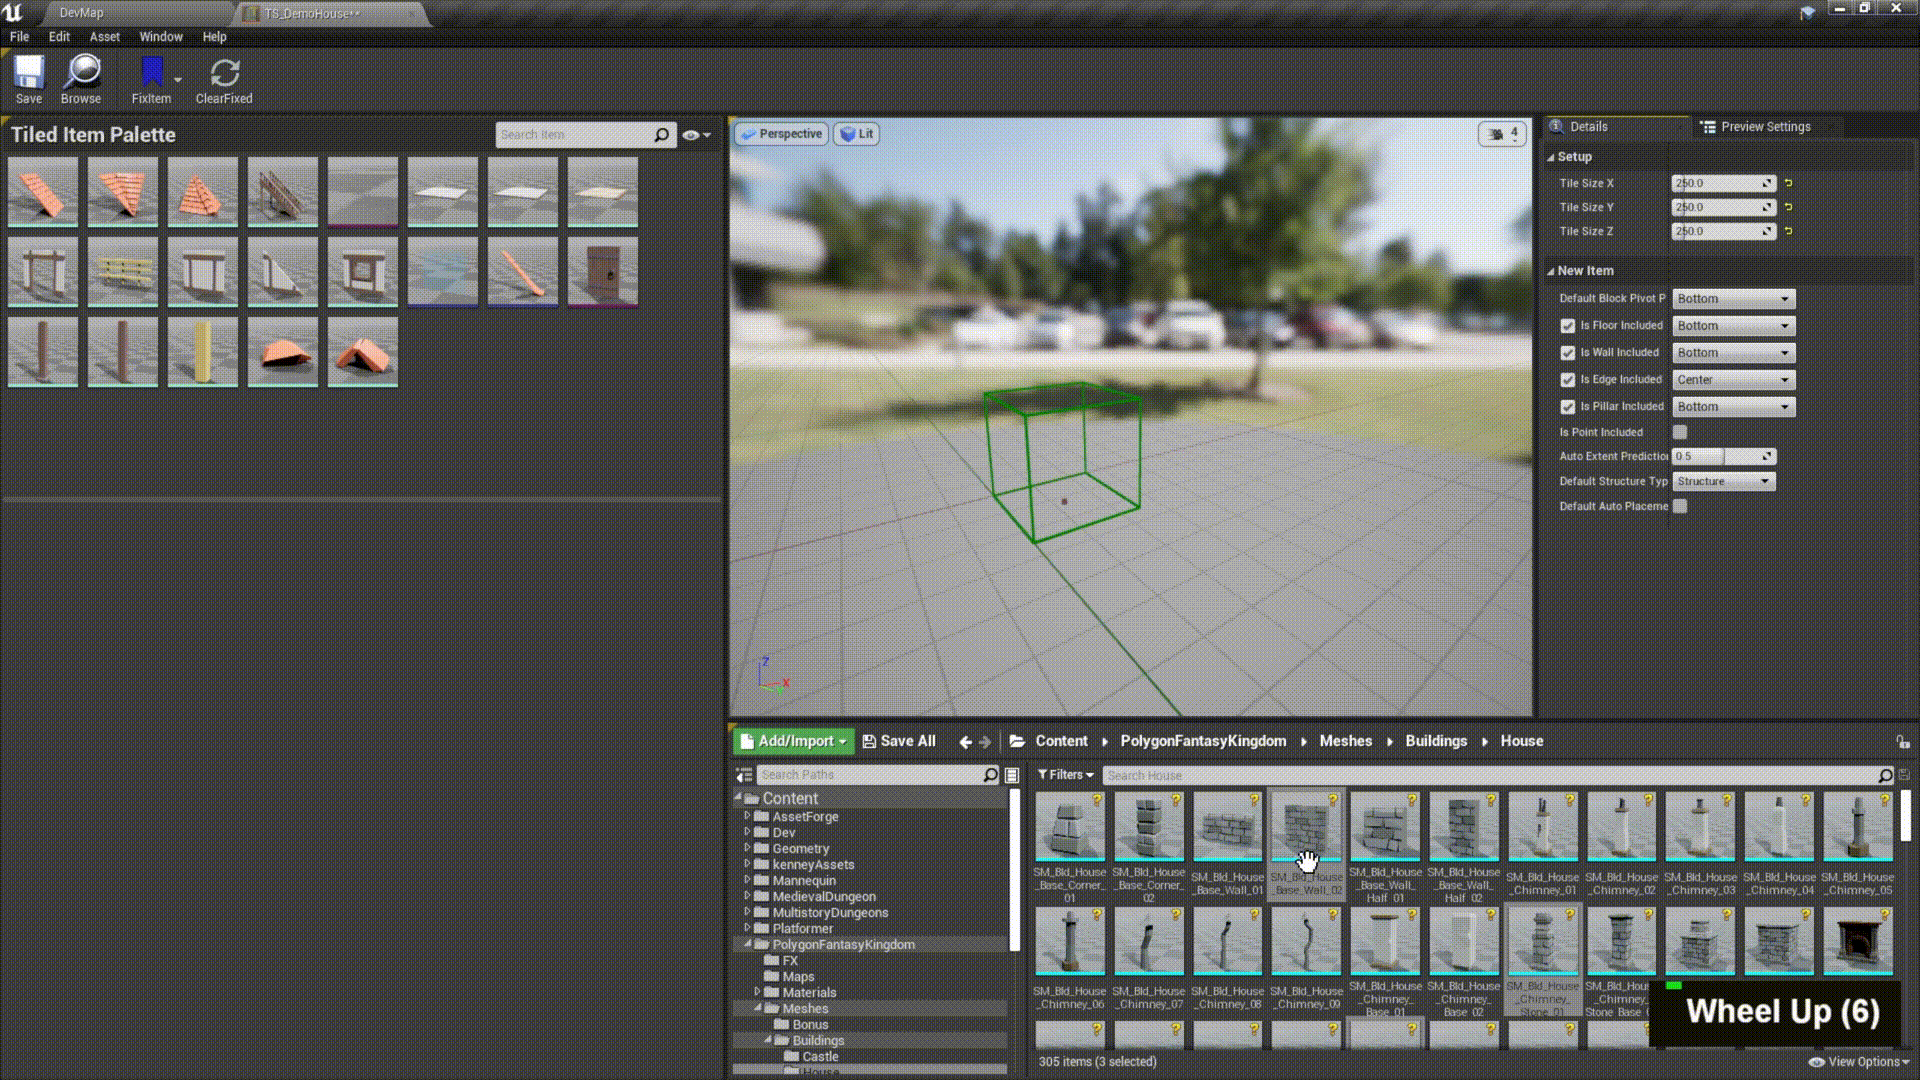 DevMap
TS_DemoHouse**
File Edit Asset Window Help
Save Browse FixItem ClearFixed
Tiled Item Palette
Search Item
Perspective
Lit
4
Z
X
Y
Details
Preview Settings
Setup
Tile Size X 250.0
Tile Size Y 250.0
Tile Size Z 250.0
New Item
Default Block Pivot P Bottom
Is Floor Included Bottom
Is Wall Included Bottom
Is Edge Included Center
Is Pillar Included Bottom
Is Point Included
Auto Extent Predictio 0.5
Default Structure Typ Structure
Default Auto Placeme
Add/Import Save All Content PolygonFantasyKingdom Meshes Buildings House
Search Paths
Content
AssetForge
Dev
Geometry
kenneyAssets
Mannequin
MedievalDungeon
MultistoryDungeons
Platformer
PolygonFantasyKingdom
FX
Maps
Materials
Meshes
Bonus
Buildings
Castle
House
Filters
Search House
SM_Bld_House_Base_Corner_01
SM_Bld_House_Base_Corner_02
SM_Bld_House_Base_Wall_01
SM_Bld_House_Base_Wall_02
SM_Bld_House_Base_Wall_Half_01
SM_Bld_House_Base_Wall_Half_02
SM_Bld_House_Chimney_01
SM_Bld_House_Chimney_02
SM_Bld_House_Chimney_03
SM_Bld_House_Chimney_04
SM_Bld_House_Chimney_05
SM_Bld_House_Chimney_06
SM_Bld_House_Chimney_07
SM_Bld_House_Chimney_08
SM_Bld_House_Chimney_09
SM_Bld_House_Chimney_Base_01
SM_Bld_House_Chimney_Base_02
SM_Bld_House_Chimney_Stone_01
SM_Bld_House_Chimney_Stone_Base
Wheel Up (6)
305 items (3 selected)
View Options